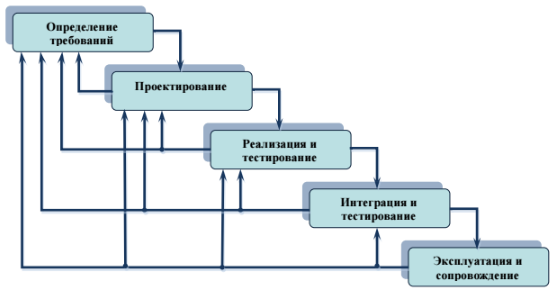 Определение
требований
Проектирование
Реализация и
тестирование
Интеграция и
тестирование
Эксплуатация и
сопровождение